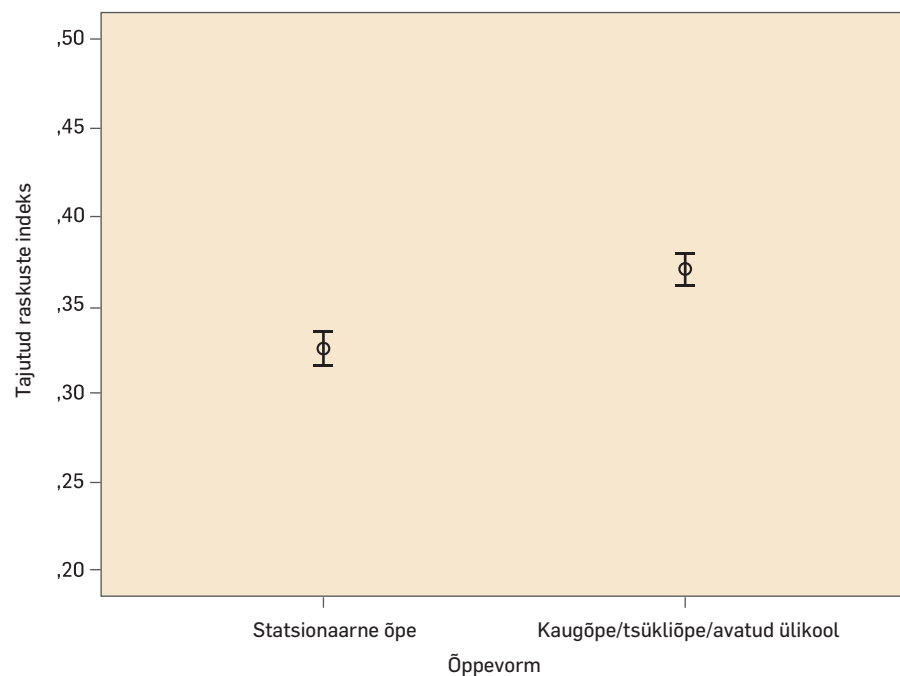 ,50
,45
,40
,35
,30
,25
,20
Tajutud raskuste indeks
Statsionaarne õpe
Kaugõpe/tsükliõpe/avatud ülikool
Õppevorm